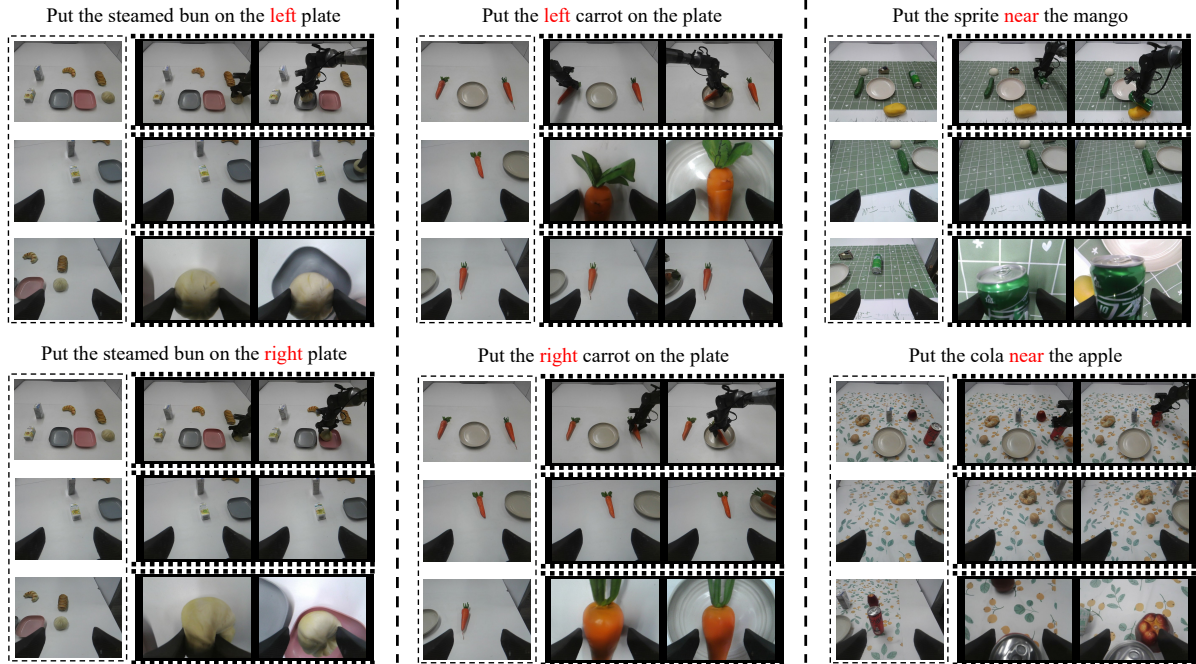 Put the steamed bun on the left plate
Put the left carrot on the plate
Put the sprite near the mango
Put the steamed bun on the right plate
Put the right carrot on the plate
Put the cola near the apple